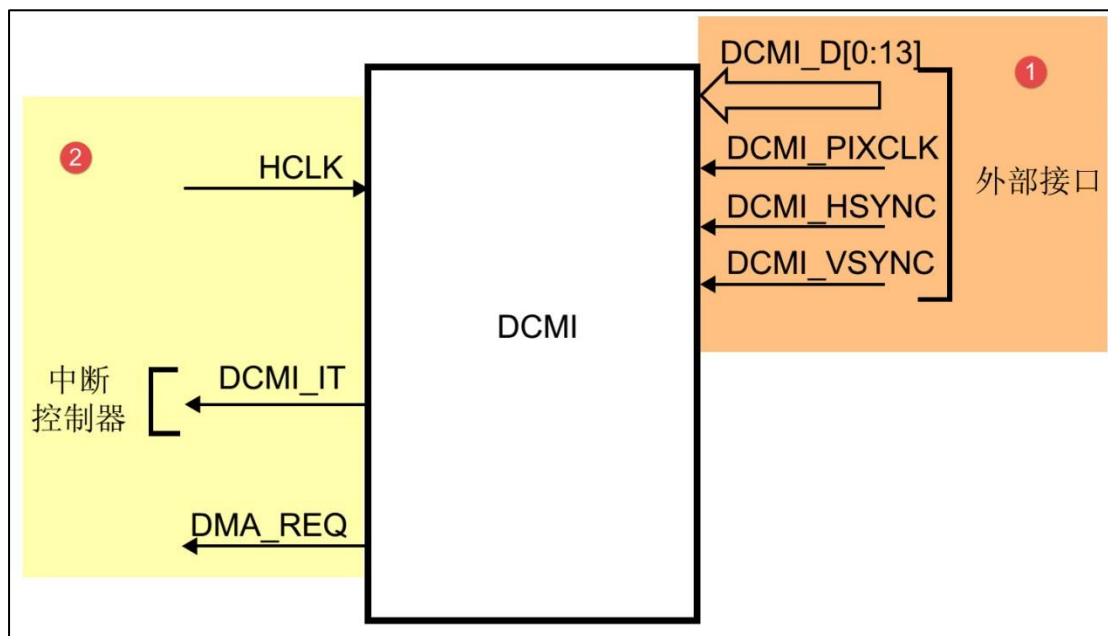 DCMI_D[0:13]
1
DCMI_PIXCLK
DCMI_HSYNC
DCMI_VSYNC
外部接口
2
HCLK
DCMI
中断
控制器
DCMI_IT
DMA_REQ